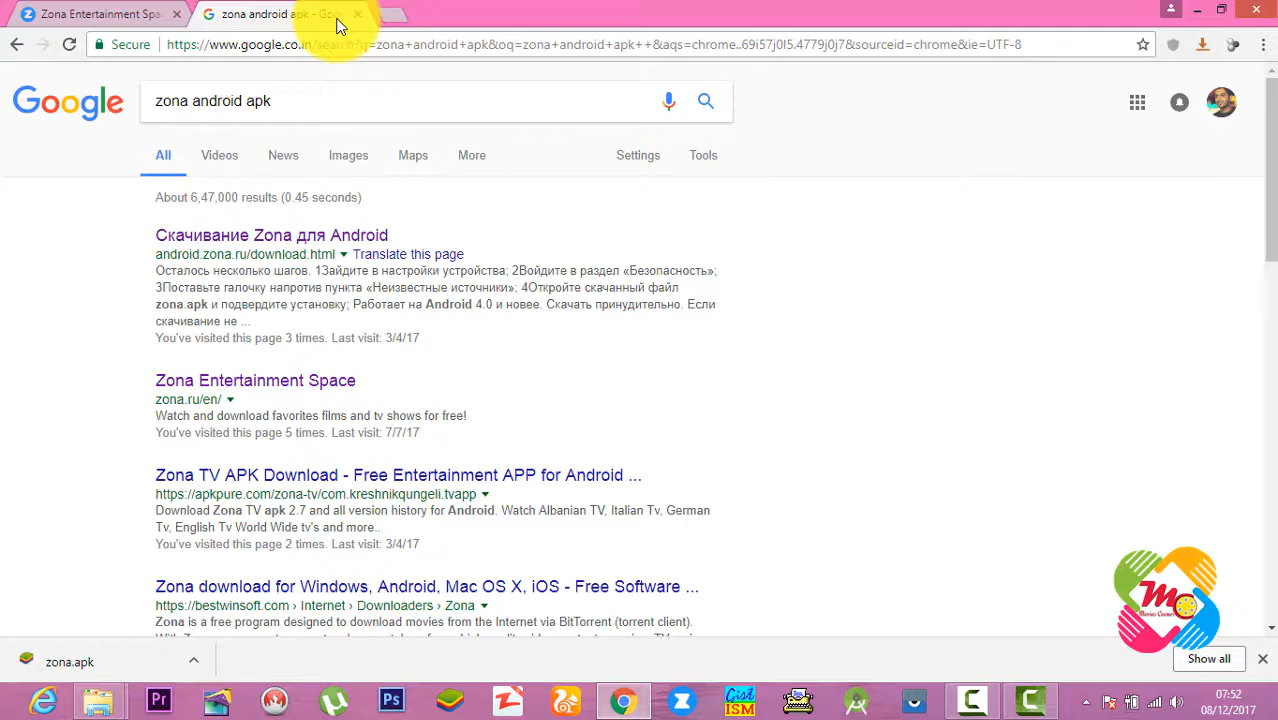 Zona Entertainment Spac
zona android apk - Goo
Secure https://www.google.co.in/search?q=zona+android+apk&oq=zona+android+apk++&aqs=chrome..69i57j0l5.4779j0j7&sourceid=chrome&ie=UTF-8
Google
zona android apk
All Videos News Images Maps More Settings Tools
About 6,47,000 results (0.45 seconds)
Скачивание Zona для Android
android.zona.ru/download.html Translate this page
Осталось несколько шагов. 1Зайдите в настройки устройства; 2Войдите в раздел «Безопасность»;
3Поставьте галочку напротив пункта «Неизвестные источники»; 4Откройте скачанный файл
zona.apk и подвердите установку; Работает на Android 4.0 и новее. Скачать принудительно. Если
скачивание не ...
You've visited this page 3 times. Last visit: 3/4/17
Zona Entertainment Space
zona.ru/en/
Watch and download favorites films and tv shows for free!
You've visited this page 5 times. Last visit: 7/7/17
Zona TV APK Download - Free Entertainment APP for Android ...
https://apkpure.com/zona-tv/com.kreshnikqungeli.tvapp
Download Zona TV apk 2.7 and all version history for Android. Watch Albanian TV, Italian Tv, German
Tv, English Tv World Wide tv's and more..
You've visited this page 2 times. Last visit: 3/4/17
Zona download for Windows, Android, Mac OS X, iOS - Free Software ...
https://bestwinsoft.com › Internet › Downloaders › Zona
Zona is a free program designed to download movies from the Internet via BitTorrent (torrent client).
Mc
Movies Corner
zona.apk
Show all
Pr
Ps
Gist
ISM
07:52
08/12/2017